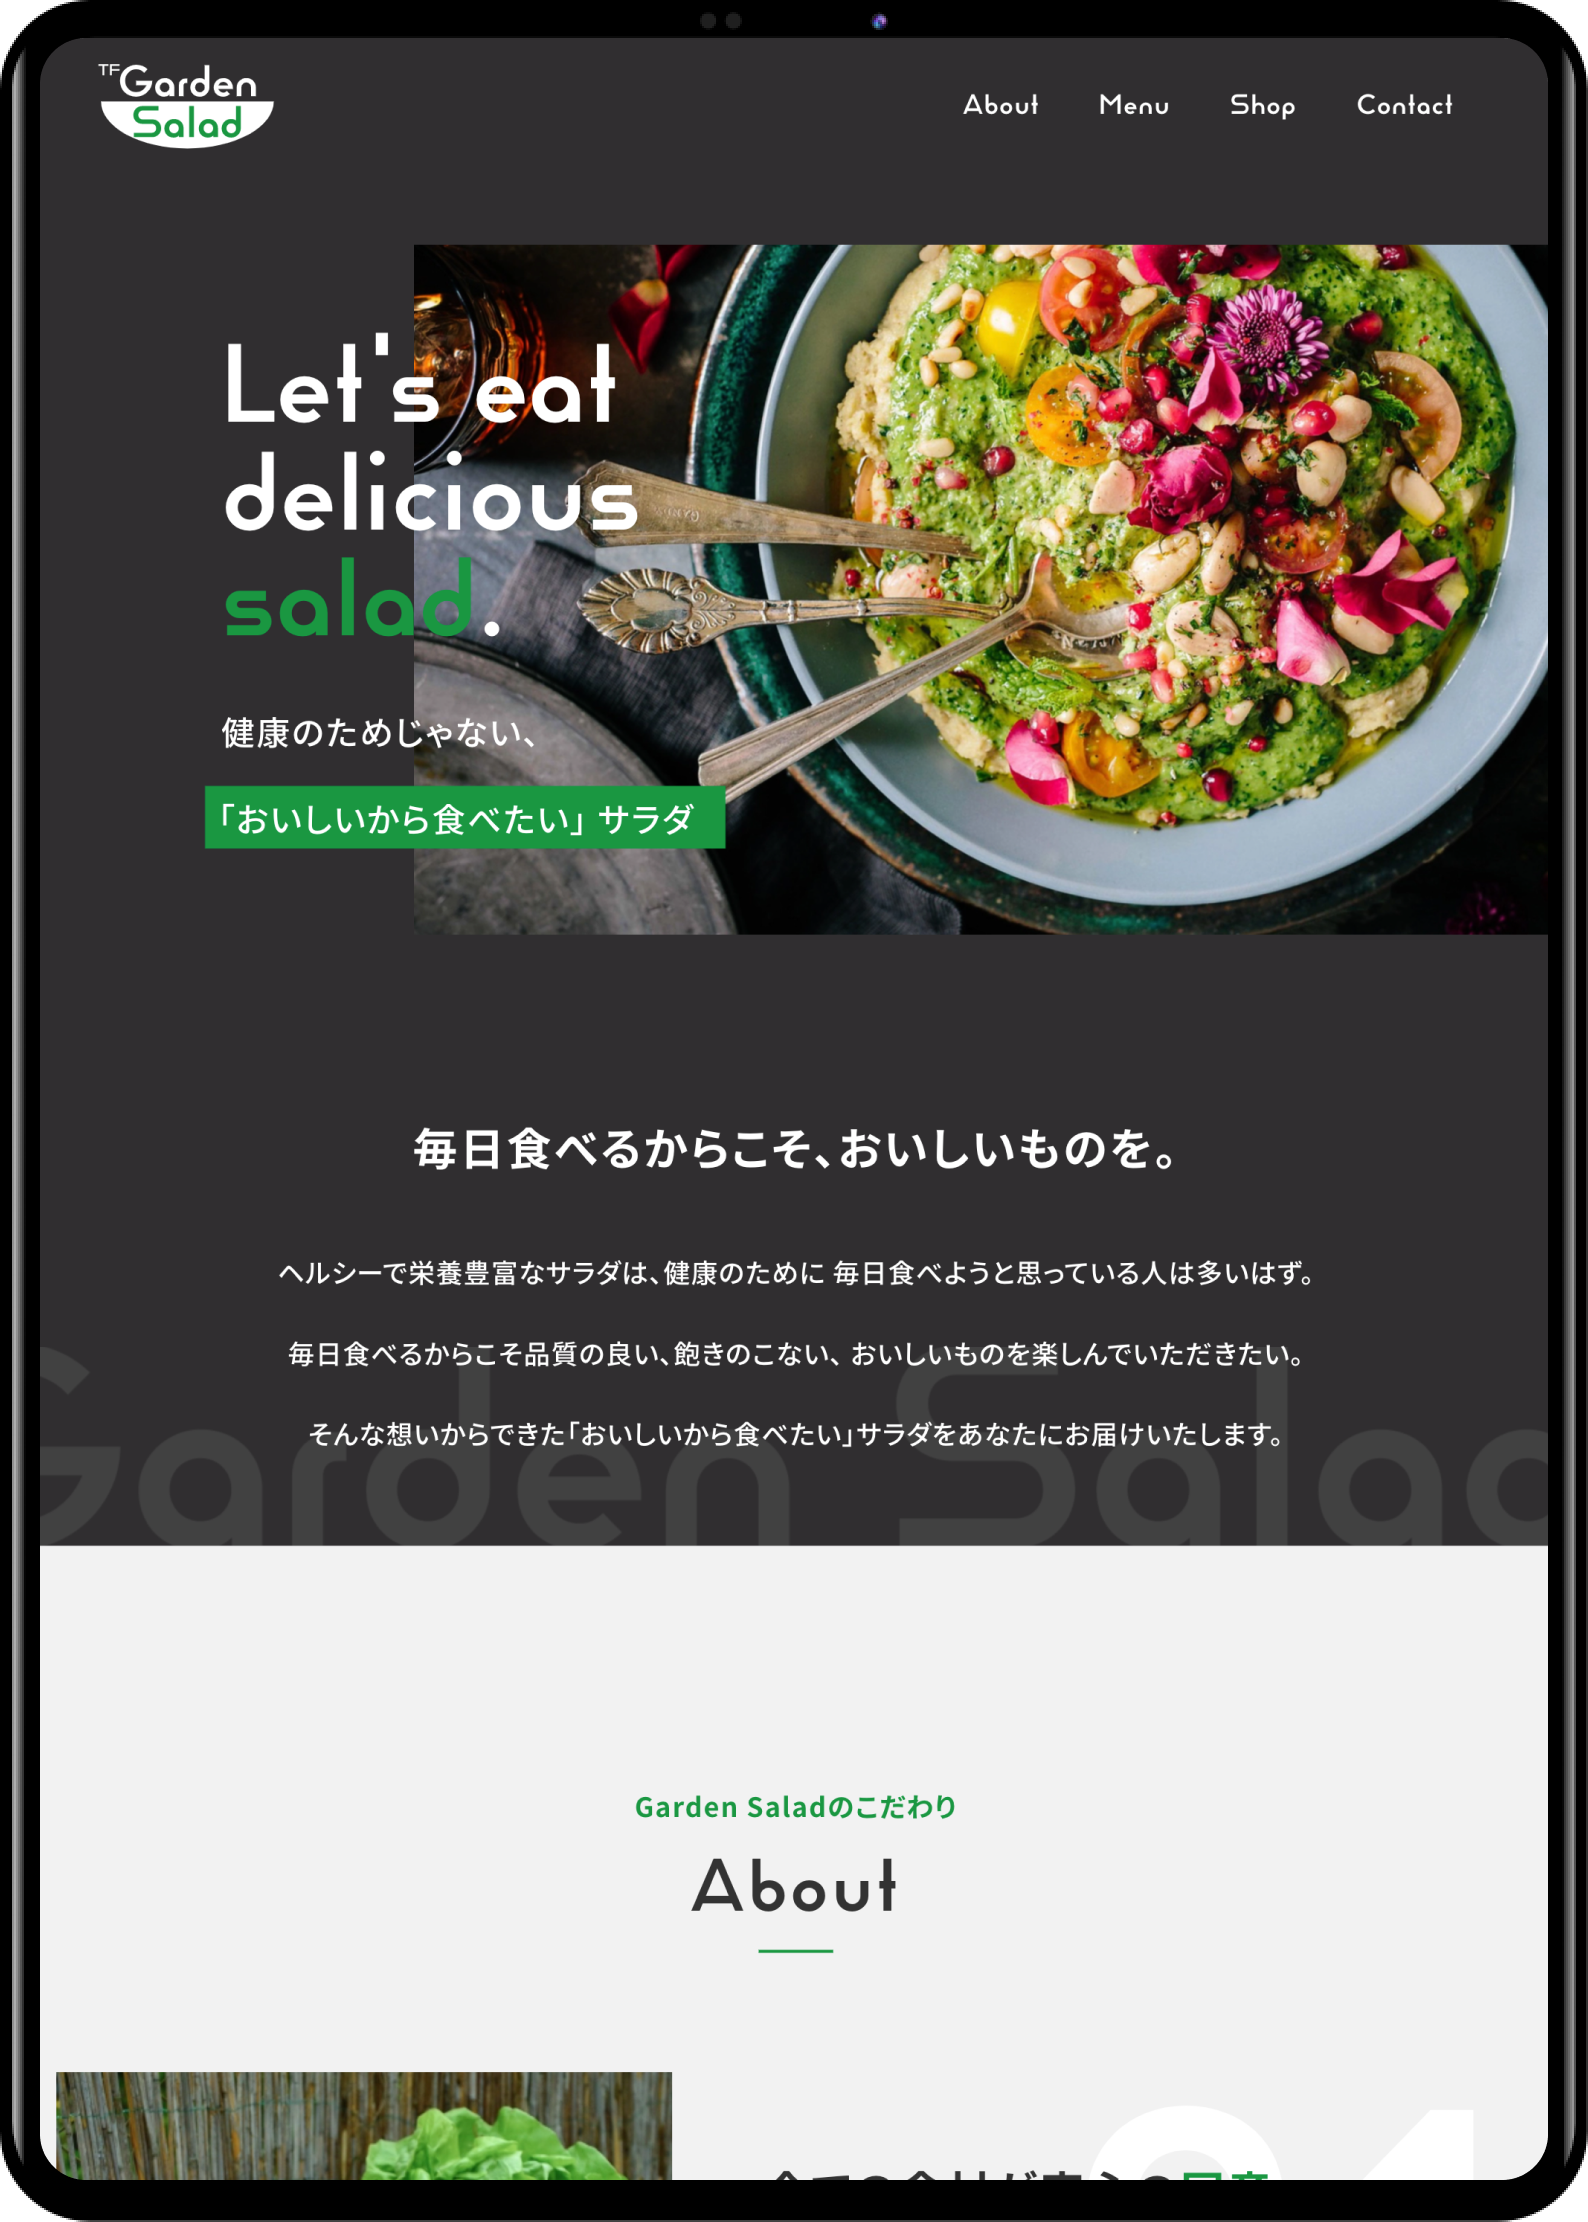 TF Garden
Salad
About Menu Shop Contact
Let's eat
delicious
salad.
健康のためじゃない、
「おいしいから食べたい」 サラダ
毎日食べるからこそ、おいしいものを。
ヘルシーで栄養豊富なサラダは、健康のために 毎日食べようと思っている人は多いはず。
毎日食べるからこそ品質の良い、飽きのこない、 おいしいものを楽しんでいただきたい。
そんな想いからできた「おいしいから食べたい」サラダをあなたにお届けいたします。
Garden Salad
Garden Saladのこだわり
About